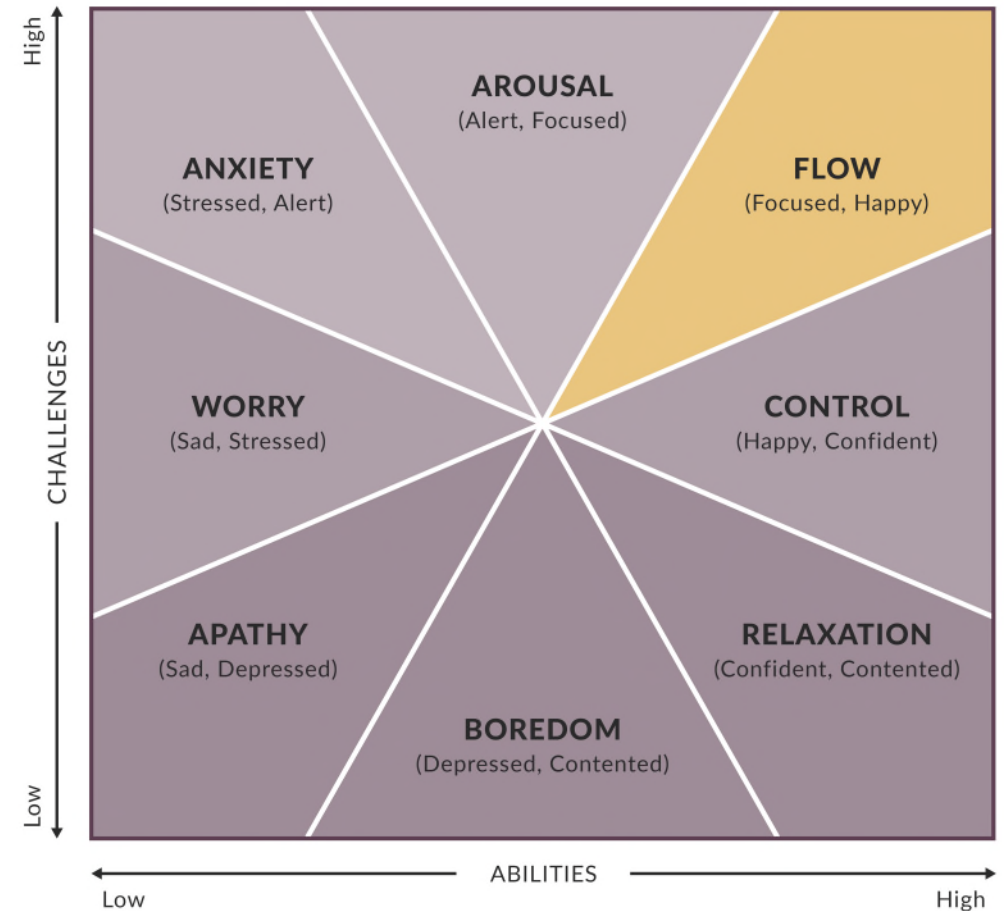 High
AROUSAL
(Alert, Focused)
ANXIETY
(Stressed, Alert)
FLOW
(Focused, Happy)
CHALLENGES
WORRY
(Sad, Stressed)
CONTROL
(Happy, Confident)
APATHY
(Sad, Depressed)
RELAXATION
(Confident, Contented)
BOREDOM
(Depressed, Contented)
Low
ABILITIES
Low
High